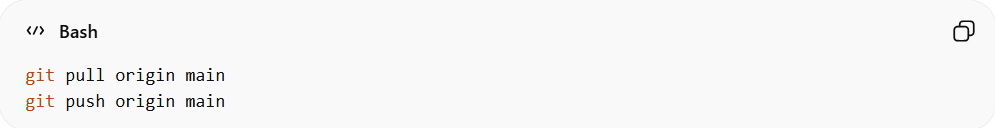 Bash
git pull origin main
git push origin main